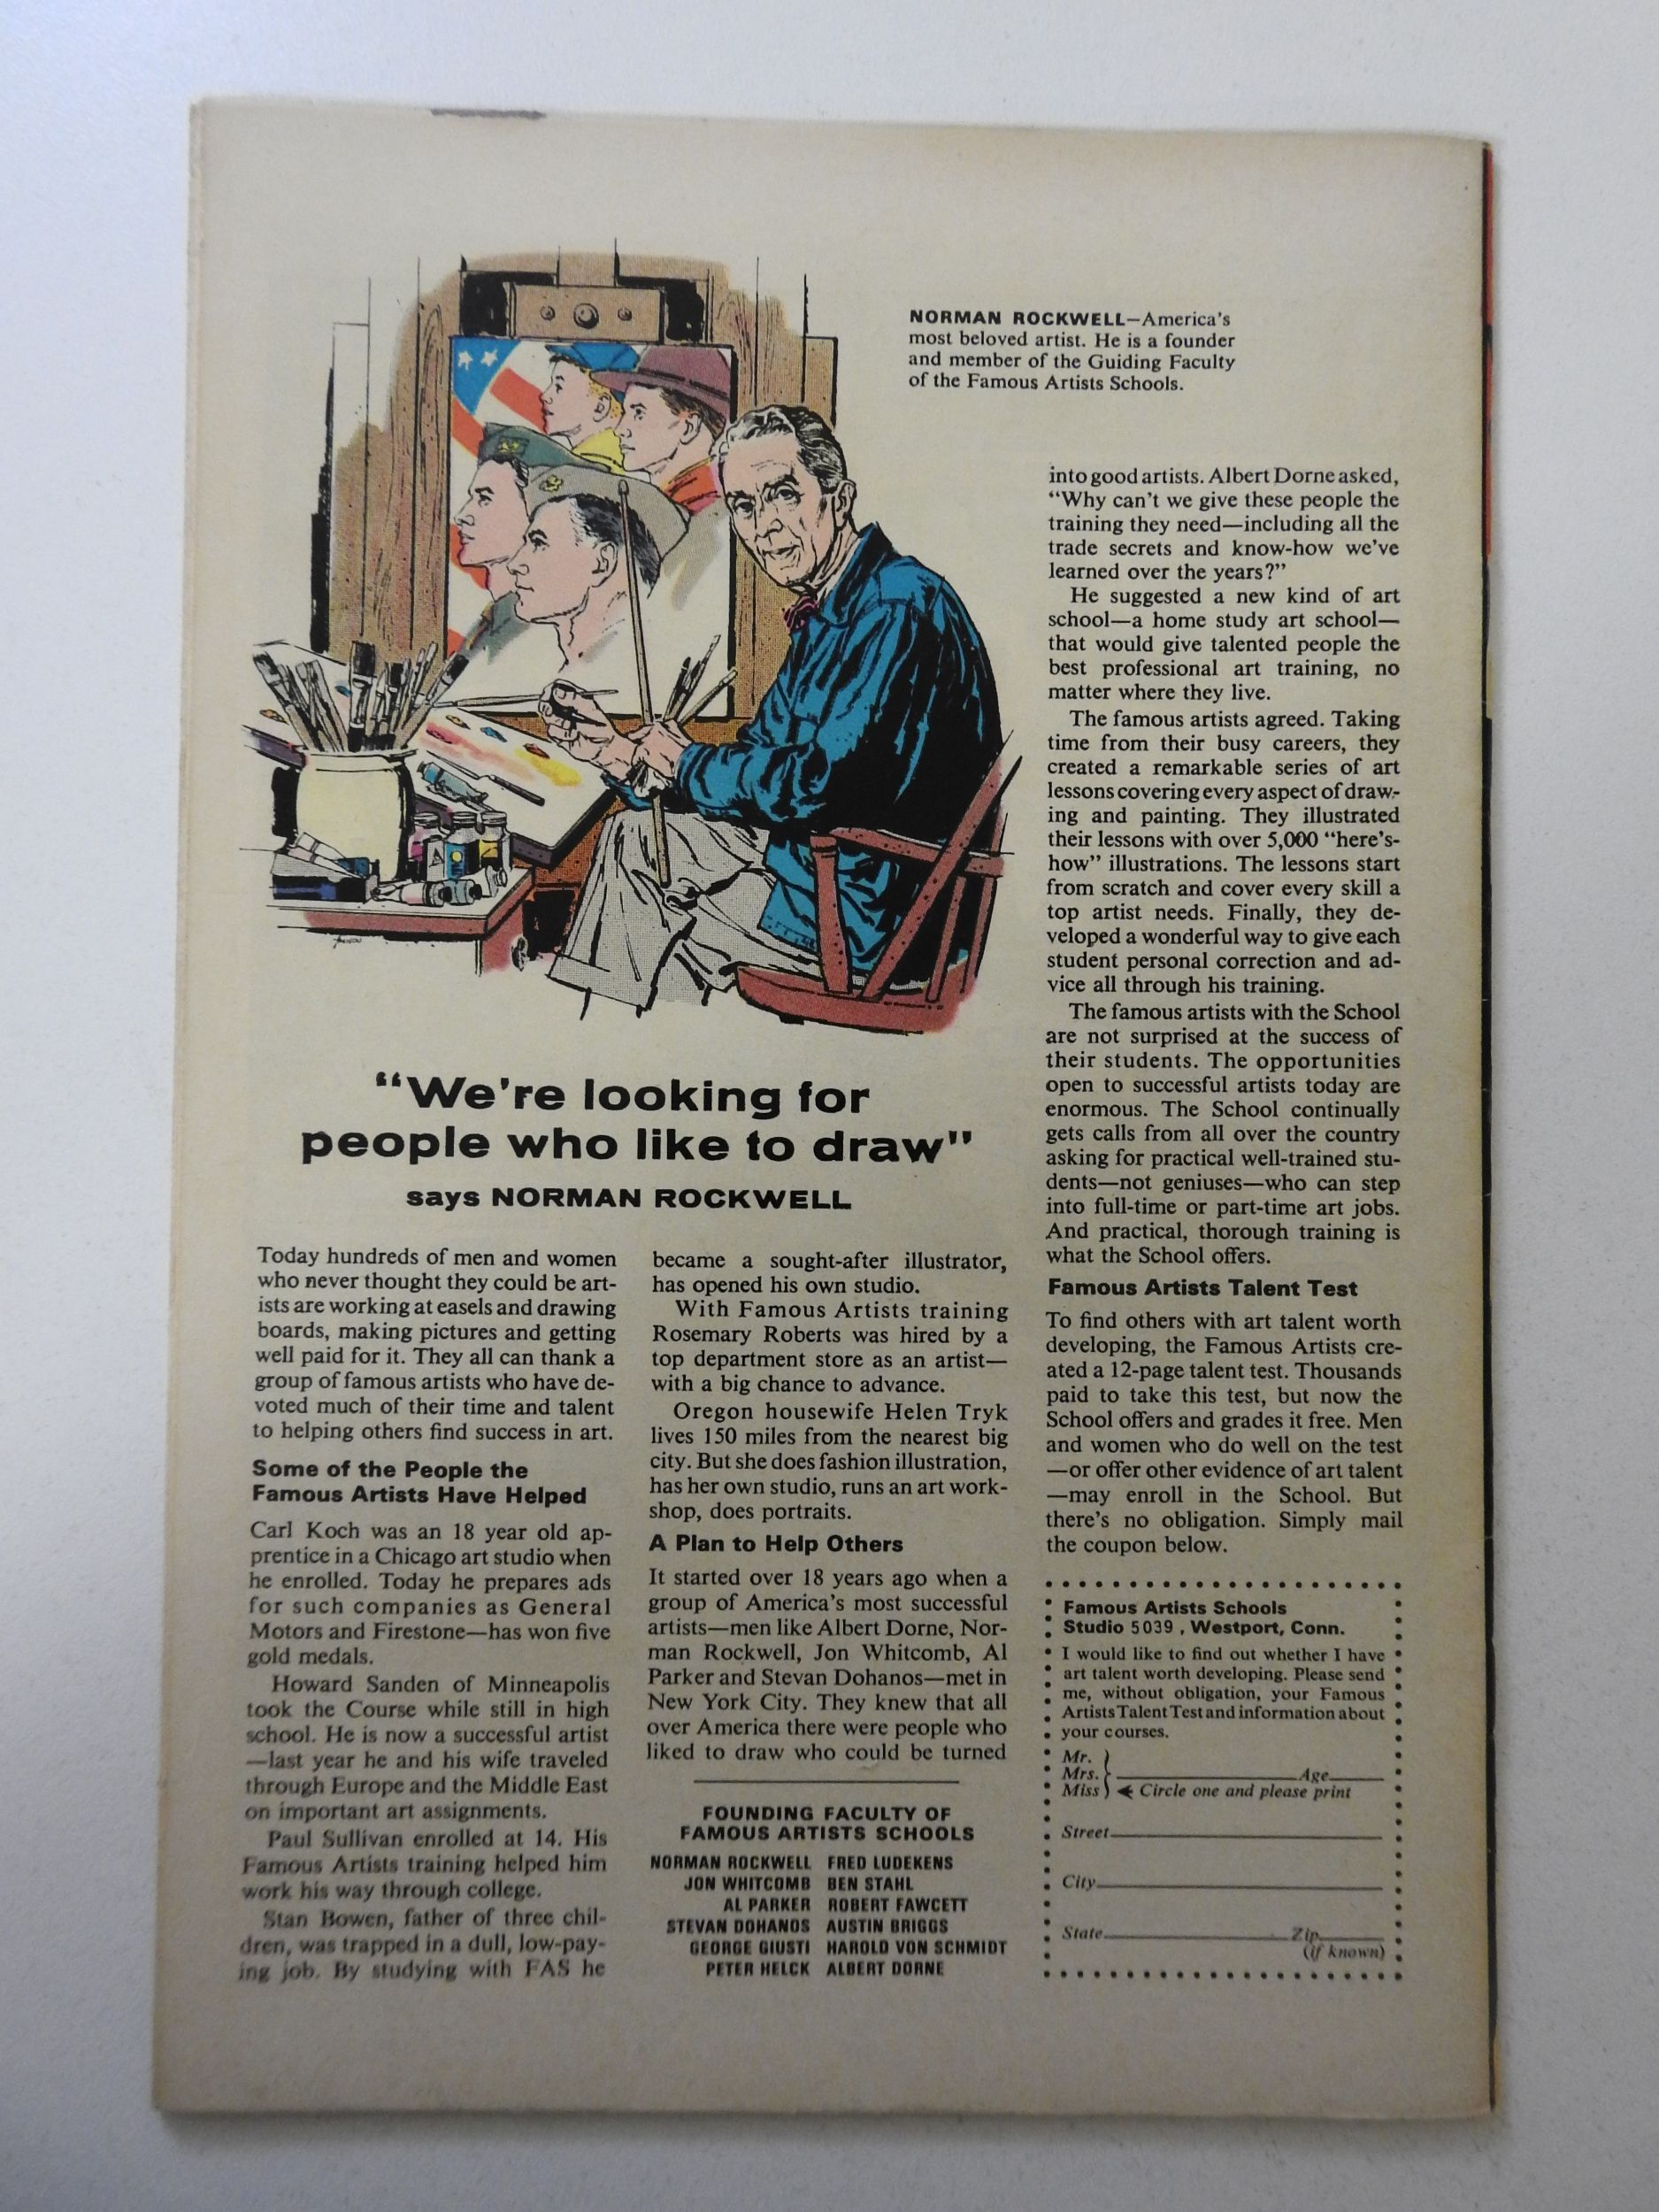 NORMAN ROCKWELL—America's
most beloved artist. He is a founder
and member of the Guiding Faculty
of the Famous Artists Schools.
"We're looking for
people who like to draw"
says NORMAN ROCKWELL
Today hundreds of men and women
who never thought they could be art-
ists are working at easels and drawing
boards, making pictures and getting
well paid for it. They all can thank a
group of famous artists who have de-
voted much of their time and talent
to helping others find success in art.
Some of the People the
Famous Artists Have Helped
Carl Koch was an 18 year old ap-
prentice in a Chicago art studio when
he enrolled. Today he prepares ads
for such companies as General
Motors and Firestone—has won five
gold medals.
Howard Sanden of Minneapolis
took the Course while still in high
school. He is now a successful artist
—last year he and his wife traveled
through Europe and the Middle East
on important art assignments.
Paul Sullivan enrolled at 14. His
Famous Artists training helped him
work his way through college.
Stan Bowen, father of three chil-
dren, was trapped in a dull, low-pay-
ing job. By studying with FAS he
became a sought-after illustrator,
has opened his own studio.
With Famous Artists training
Rosemary Roberts was hired by a
top department store as an artist—
with a big chance to advance.
Oregon housewife Helen Tryk
lives 150 miles from the nearest big
city. But she does fashion illustration,
has her own studio, runs an art work-
shop, does portraits.
A Plan to Help Others
It started over 18 years ago when a
group of America's most successful
artists—men like Albert Dorne, Nor-
man Rockwell, Jon Whitcomb, Al
Parker and Stevan Dohanos—met in
New York City. They knew that all
over America there were people who
liked to draw who could be turned
into good artists. Albert Dorne asked,
"Why can't we give these people the
training they need—including all the
trade secrets and know-how we've
learned over the years?"
He suggested a new kind of art
school—a home study art school—
that would give talented people the
best professional art training, no
matter where they live.
The famous artists agreed. Taking
time from their busy careers, they
created a remarkable series of art
lessons covering every aspect of draw-
ing and painting. They illustrated
their lessons with over 5,000 "here's-
how" illustrations. The lessons start
from scratch and cover every skill a
top artist needs. Finally, they de-
veloped a wonderful way to give each
student personal correction and ad-
vice all through his training.
The famous artists with the School
are not surprised at the success of
their students. The opportunities
open to successful artists today are
enormous. The School continually
gets calls from all over the country
asking for practical well-trained stu-
dents—not geniuses—who can step
into full-time or part-time art jobs.
And practical, thorough training is
what the School offers.
Famous Artists Talent Test
To find others with art talent worth
developing, the Famous Artists cre-
ated a 12-page talent test. Thousands
paid to take this test, but now the
School offers and grades it free. Men
and women who do well on the test
—or offer other evidence of art talent
—may enroll in the School. But
there's no obligation. Simply mail
the coupon below.
FOUNDING FACULTY OF
FAMOUS ARTISTS SCHOOLS
NORMAN ROCKWELL FRED LUDEKENS
JON WHITCOMB BEN STAHL
AL PARKER ROBERT FAWCETT
STEVAN DOHANOS AUSTIN BRIGGS
GEORGE GIUSTI HAROLD VON SCHMIDT
PETER HELCK ALBERT DORNE
Famous Artists Schools
Studio 5039, Westport, Conn.
I would like to find out whether I have
art talent worth developing. Please send
me, without obligation, your Famous
Artists Talent Test and information about
your courses.
Mr.
Mrs. Age
Miss Circle one and please print
Street
City
State Zip
(if known)